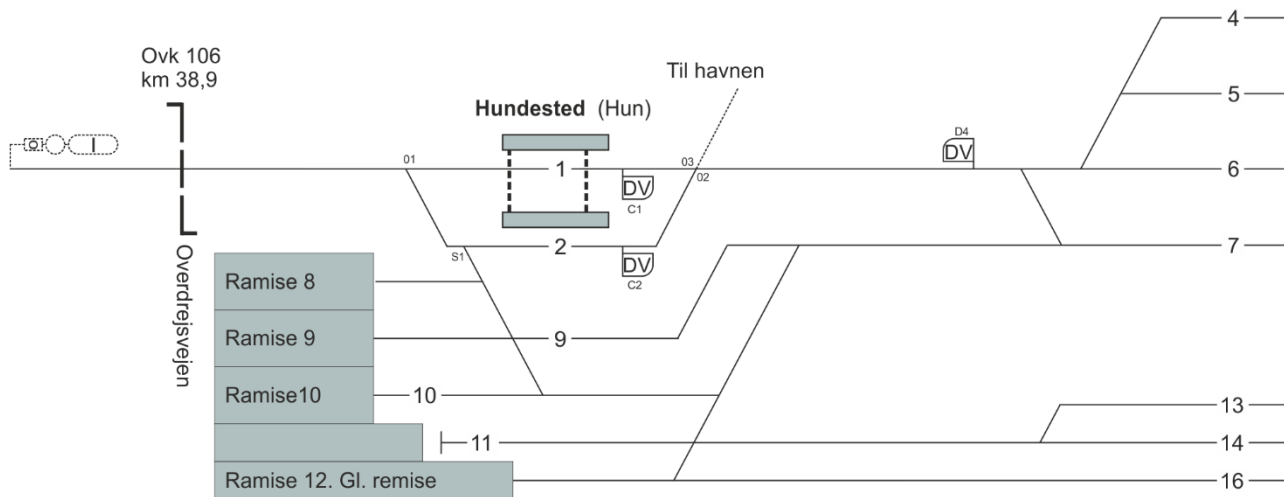 4
Ovk 106
km 38,9
Til havnen
5
Hundested (Hun)
D4
DV
01
1
03
02
6
DV
C1
2
7
S1
DV
C2
Overdrejsvejen
Ramise 8
Ramise 9
9
Ramise10
10
13
11
14
Ramise 12. Gl. remise
16